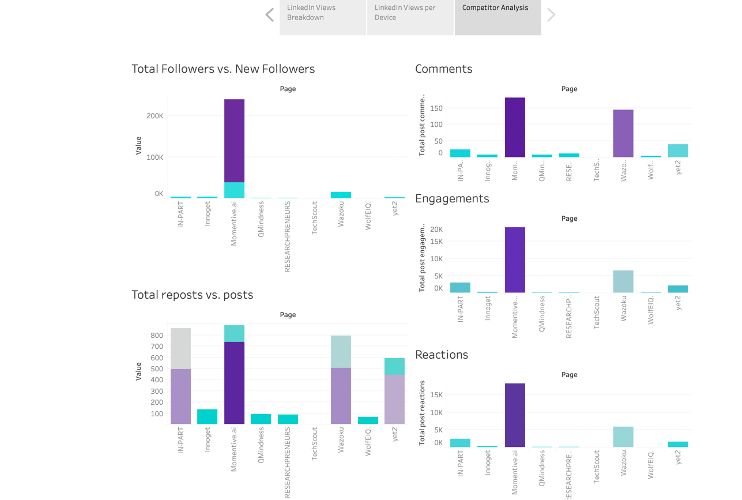 LinkedIn Views
Breakdown
LinkedIn Views per
Device
Competitor Analysis
Total Followers vs. New Followers
Page
Value
200K
100K
0K
IN-PART
Innoget
Momentive.ai
QMindness
RESEARCHPRENEURS
TechScout
Wazoku
WolfEIQ.
yet2
Total reposts vs. posts
Page
Value
800
700
600
500
400
300
200
100
IN-PART
Innoget
Momentive.ai
QMindness
RESEARCHPRENEURS
TechScout
Wazoku
WolfEIQ.
yet2
Comments
Page
Total post comme..
150
100
50
0
IN-PA..
Innog..
Mom..
QMin..
RESE..
TechS..
Wazo..
Wolf..
yet2
Engagements
Page
Total post engagem..
20K
15K
10K
5K
0K
IN-PART
Innoget
Momentive...
QMindness
RESEARCHP..
TechScout
Wazoku
WolfEIQ.
yet2
Reactions
Page
Total post reactions
15K
10K
5K
0K
IN-PART
Innoget
Momentive.ai
QMindness
RESEARCHPRE..
TechScout
Wazoku
WolfEIQ.
yet2